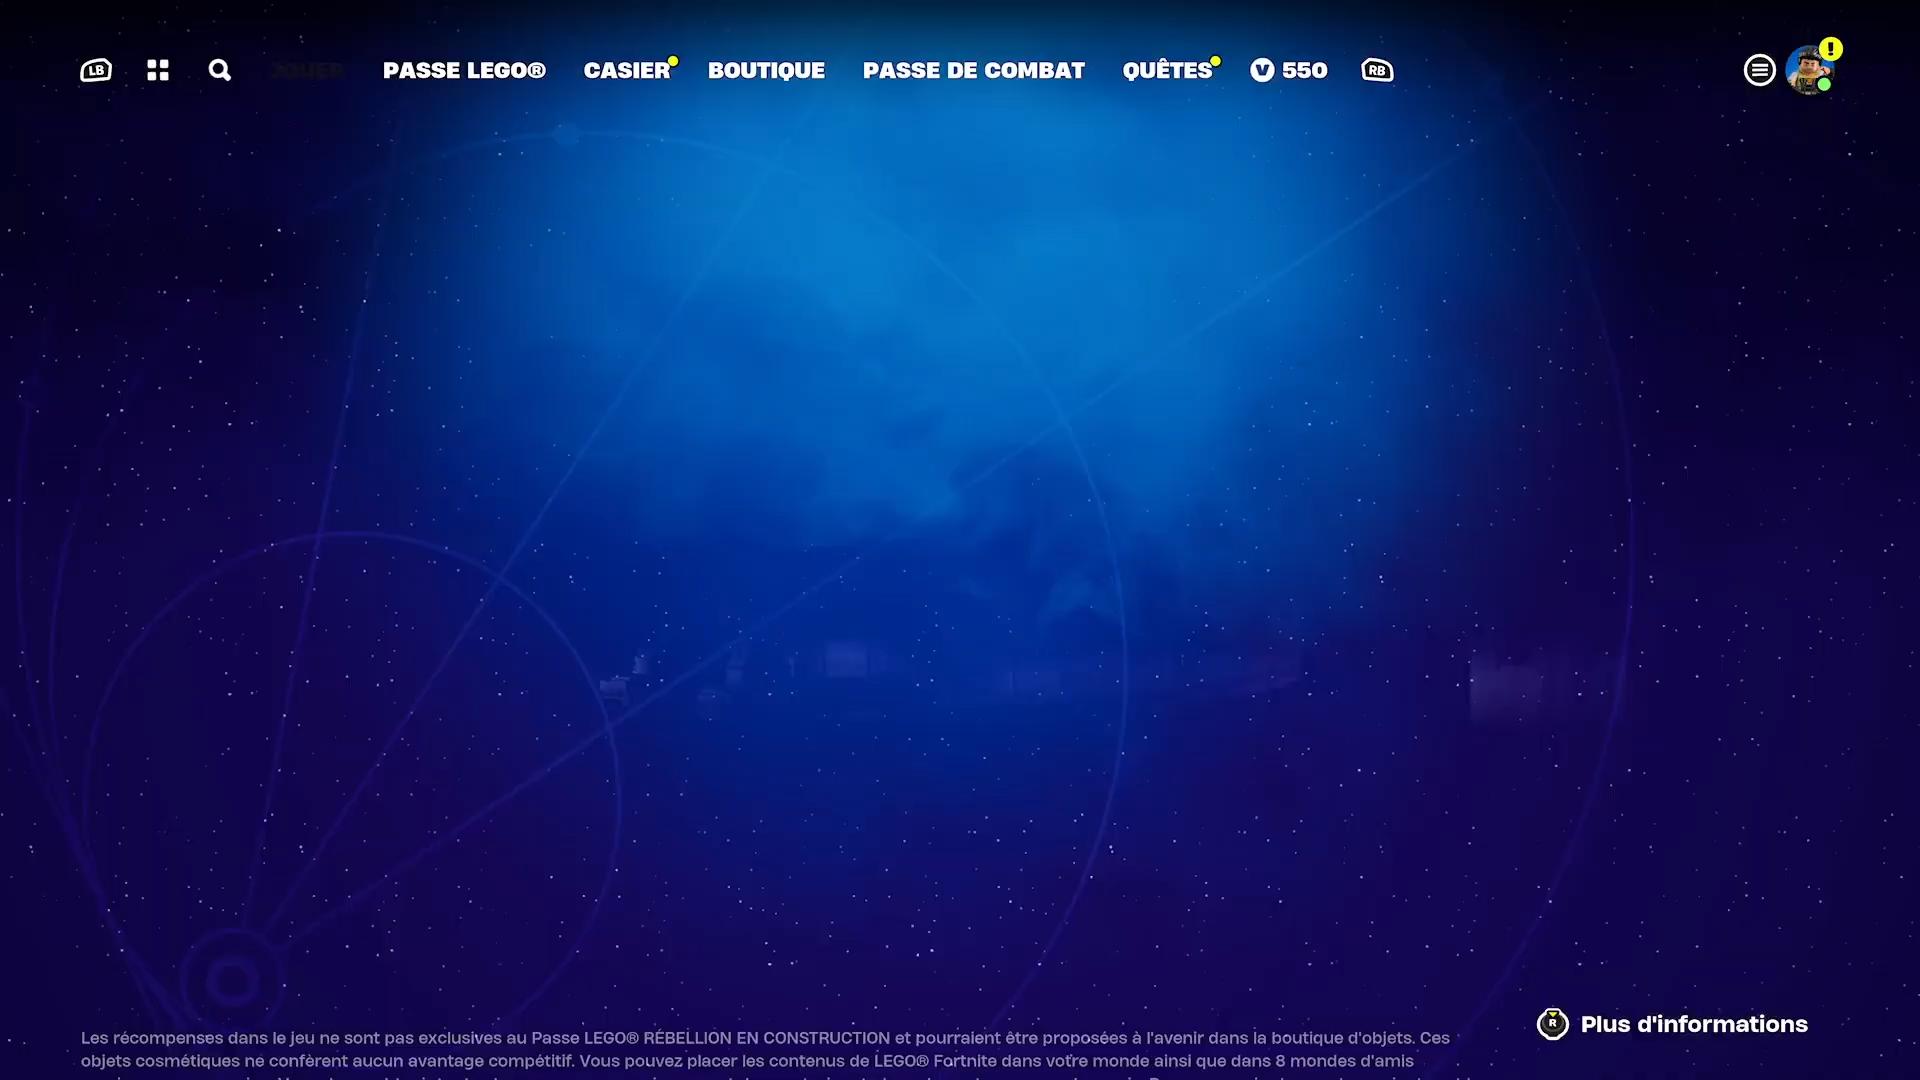 LB JOUER PASSE LEGO® CASIER BOUTIQUE PASSE DE COMBAT QUÊTES V 550 RB !
R Plus d'informations
Les récompenses dans le jeu ne sont pas exclusives au Passe LEGO® RÉBELLION EN CONSTRUCTION et pourraient être proposées à l'avenir dans la boutique d'objets. Ces
objets cosmétiques ne confèrent aucun avantage compétitif. Vous pouvez placer les contenus de LEGO® Fortnite dans votre monde ainsi que dans 8 mondes d'amis